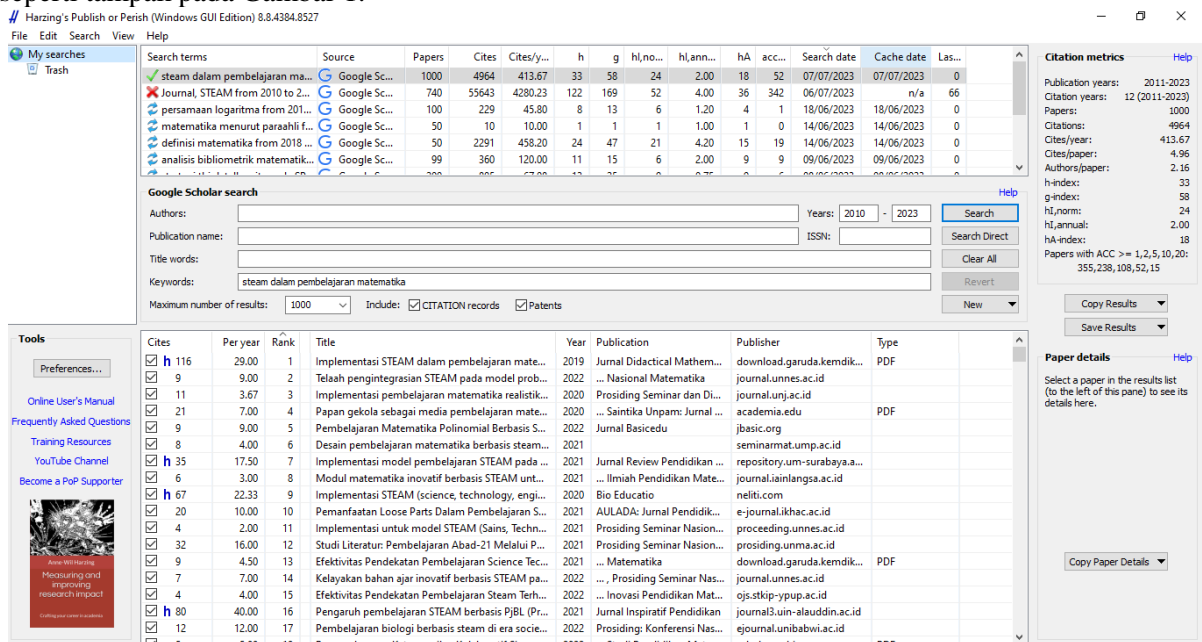 seperti tampak pada Gambar 1.
Harzing's Publish or Perish (Windows GUI Edition) 8.8.4384.8527
File Edit Search View Help
My searches
Trash
Search terms Source Papers Cites Cites/y... h g hI,no... hI,ann... hA acc... Search date Cache date Las...
steam dalam pembelajaran ma... Google Sc... 1000 4964 413.67 33 58 24 2.00 18 52 07/07/2023 07/07/2023 0
Journal, STEAM from 2010 to 2... Google Sc... 740 55643 4280.23 122 169 52 4.00 36 342 06/07/2023 n/a 66
persamaan logaritma from 201... Google Sc... 100 229 45.80 8 13 6 1.20 4 1 18/06/2023 18/06/2023 0
matematika menurut paraahli f... Google Sc... 50 10 10.00 1 1 1 1.00 1 0 14/06/2023 14/06/2023 0
definisi matematika from 2018 ... Google Sc... 50 2291 458.20 24 47 21 4.20 15 19 14/06/2023 14/06/2023 0
analisis bibliometrik matematik... Google Sc... 99 360 120.00 11 15 6 2.00 9 9 09/06/2023 09/06/2023 0
Google Scholar search Help
Authors: Years: 2010 - 2023 Search
Publication name: ISSN: Search Direct
Title words: Clear All
Keywords: steam dalam pembelajaran matematika Revert
Maximum number of results: 1000 Include: CITATION records Patents New
Citation metrics Help
Publication years: 2011-2023
Citation years: 12 (2011-2023)
Papers: 1000
Citations: 4964
Cites/year: 413.67
Cites/paper: 4.96
Authors/paper: 2.16
h-index: 33
g-index: 58
hI,norm: 24
hI,annual: 2.00
hA-index: 18
Papers with ACC >= 1,2,5,10,20:
355,238,108,52,15
Copy Results
Save Results
Tools
Preferences...
Online User's Manual
Frequently Asked Questions
Training Resources
YouTube Channel
Become a PoP Supporter
Anne-Wil Harzing
Measuring and
improving
research impact
Crafting your career in academia
Cites Per year Rank Title Year Publication Publisher Type
h 116 29.00 1 Implementasi STEAM dalam pembelajaran mate... 2019 Jurnal Didactical Mathem... download.garuda.kemdik... PDF
9 9.00 2 Telaah pengintegrasian STEAM pada model prob... 2022 ... Nasional Matematika journal.unnes.ac.id
11 3.67 3 Implementasi pembelajaran matematika realistik... 2020 Prosiding Seminar dan Di... journal.unj.ac.id
21 7.00 4 Papan gekola sebagai media pembelajaran mate... 2020 ... Saintika Unpam: Jurnal ... academia.edu PDF
9 9.00 5 Pembelajaran Matematika Polinomial Berbasis S... 2022 Jurnal Basicedu jbasic.org
8 4.00 6 Desain pembelajaran matematika berbasis steam... 2021 seminarmat.ump.ac.id
h 35 17.50 7 Implementasi model pembelajaran STEAM pada ... 2021 Jurnal Review Pendidikan ... repository.um-surabaya.a...
6 3.00 8 Modul matematika inovatif berbasis STEAM unt... 2021 ... Ilmiah Pendidikan Mate... journal.iainlangsa.ac.id
h 67 22.33 9 Implementasi STEAM (science, technology, engi... 2020 Bio Educatio neliti.com
20 10.00 10 Pemanfaatan Loose Parts Dalam Pembelajaran S... 2021 AULADA: Jurnal Pendidik... e-journal.ikhac.ac.id
4 2.00 11 Implementasi untuk model STEAM (Sains, Techn... 2021 Prosiding Seminar Nasion... proceeding.unnes.ac.id
32 16.00 12 Studi Literatur: Pembelajaran Abad-21 Melalui P... 2021 Prosiding Seminar Nasion... prosiding.unma.ac.id
9 4.50 13 Efektivitas Pendekatan Pembelajaran Science Tec... 2021 ... Matematika download.garuda.kemdik... PDF
7 7.00 14 Kelayakan bahan ajar inovatif berbasis STEAM pa... 2022 ... , Prosiding Seminar Nas... journal.unnes.ac.id
4 4.00 15 Efektivitas Pendekatan Pembelajaran Steam Terh... 2022 ... Inovasi Pendidikan Mat... ojs.stkip-ypup.ac.id
h 80 40.00 16 Pengaruh pembelajaran STEAM berbasis PjBL (Pr... 2021 Jurnal Inspiratif Pendidikan journal3.uin-alauddin.ac.id
12 12.00 17 Pembelajaran biologi berbasis steam di era socie... 2022 Prosiding: Konferensi Nas... ejournal.unibabwi.ac.id
Paper details Help
Select a paper in the results list
(to the left of this pane) to see its
details here.
Copy Paper Details